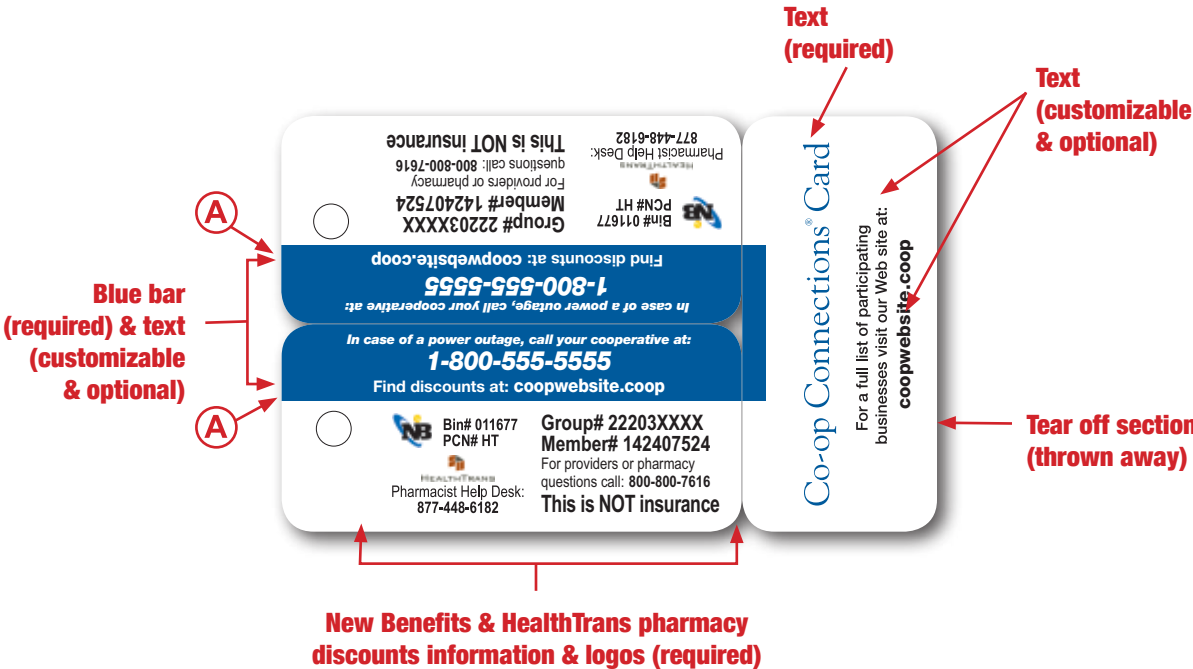 Text
(required)
Text
(customizable
& optional)
This is NOT insurance
questions call: 800-800-7616
For providers or pharmacy
Member# 142407524
Group# 22203XXXX
877-448-6182
Pharmacist Help Desk:
HEALTHTRANS
PCN# HT
Bin# 011677
NB
A
Find discounts at: coopwebsite.coop
1-800-555-5555
In case of a power outage, call your cooperative at:
Blue bar
(required) & text
(customizable
& optional)
In case of a power outage, call your cooperative at:
1-800-555-5555
Find discounts at: coopwebsite.coop
A
NB
Bin# 011677
PCN# HT
HEALTHTRANS
Pharmacist Help Desk:
877-448-6182
Group# 22203XXXX
Member# 142407524
For providers or pharmacy
questions call: 800-800-7616
This is NOT insurance
Co-op Connections® Card
For a full list of participating
businesses visit our Web site at:
coopwebsite.coop
Tear off section
(thrown away)
New Benefits & HealthTrans pharmacy
discounts information & logos (required)